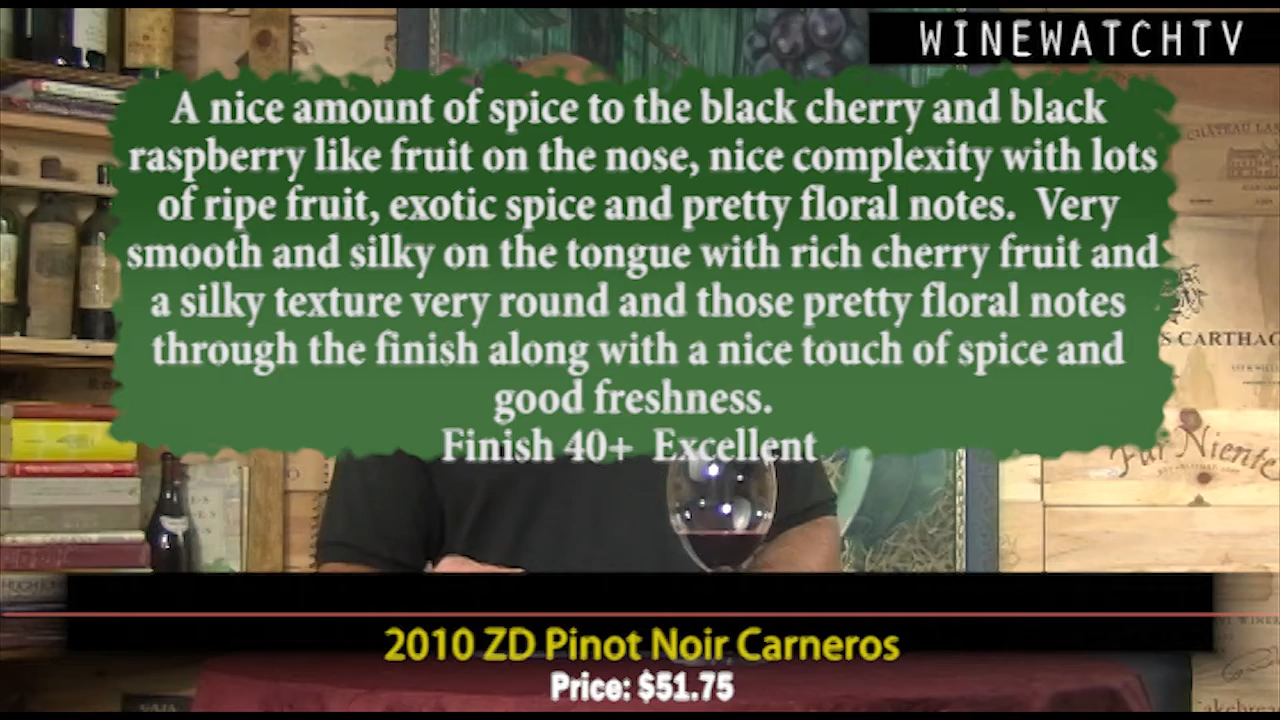 WINEWATCHTV
A nice amount of spice to the black cherry and black
raspberry like fruit on the nose, nice complexity with lots
of ripe fruit, exotic spice and pretty floral notes.  Very
smooth and silky on the tongue with rich cherry fruit and
a silky texture very round and those pretty floral notes
through the finish along with a nice touch of spice and
good freshness.
Finish 40+  Excellent
CHATEAU LA
S CARTHAG
Far Niente
2010 ZD Pinot Noir Carneros
Price: $51.75